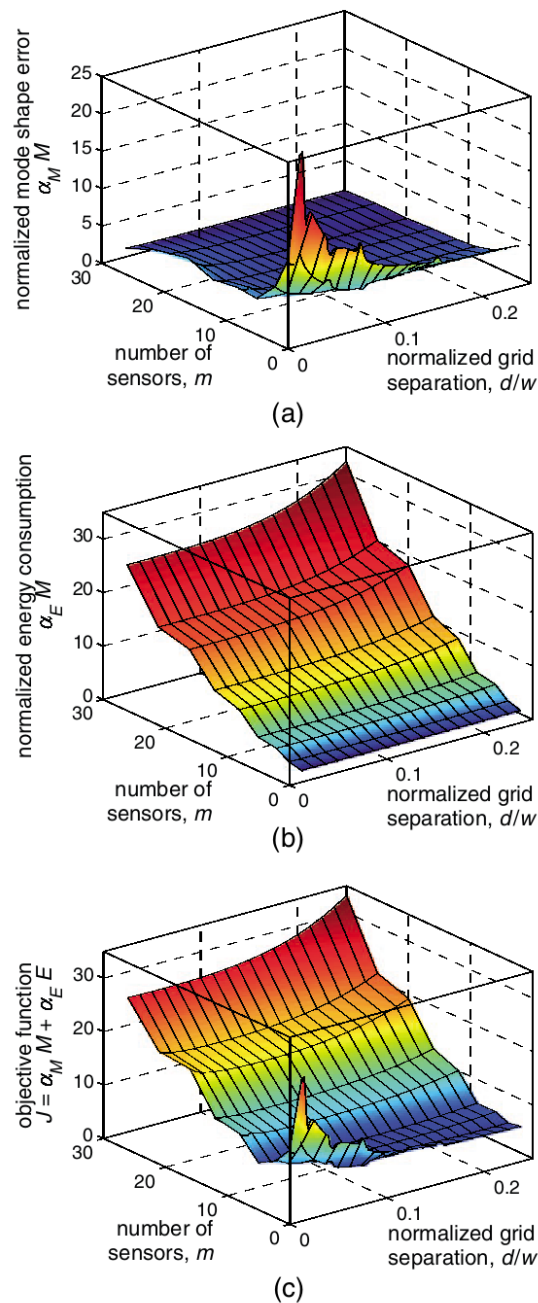 25
20
15
10
5
0
normalized mode shape error
α_M M
30
20
10
0
number of
sensors, m
0
0.1
0.2
normalized grid
separation, d/w
(a)
30
20
10
0
normalized energy consumption
α_E M
30
20
10
0
number of
sensors, m
0
0.1
0.2
normalized grid
separation, d/w
(b)
30
20
10
0
objective function
J = α_M M + α_E E
30
20
10
0
number of
sensors, m
0
0.1
0.2
normalized grid
separation, d/w
(c)